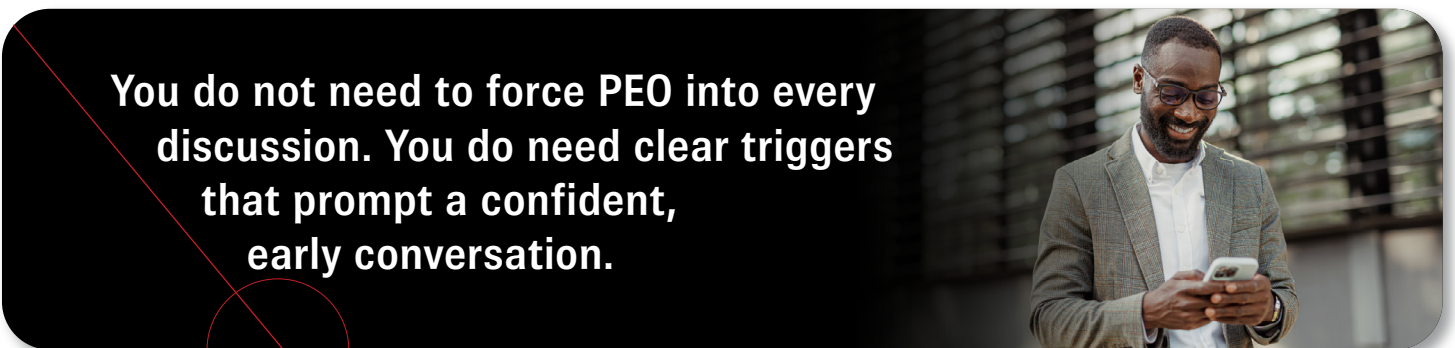 You do not need to force PEO into every
discussion. You do need clear triggers
that prompt a confident,
early conversation.